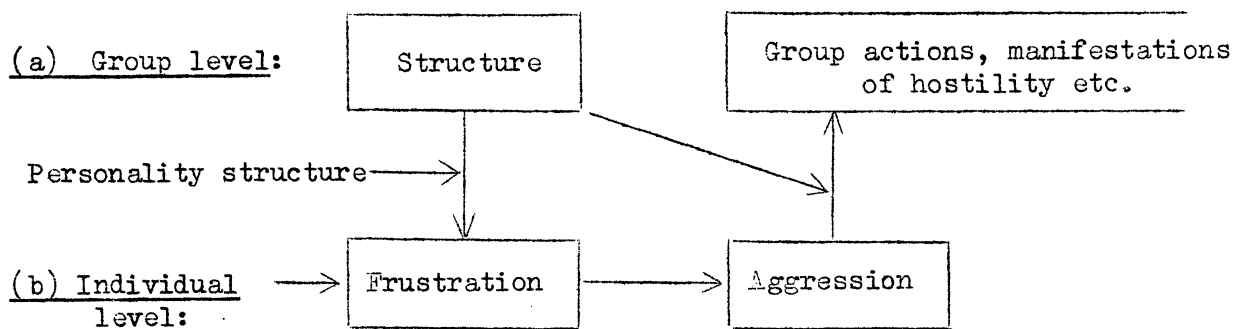 (a) Group level:
Structure
Group actions, manifestations
of hostility etc.
Personality structure
(b) Individual
level:
Frustration
Aggression